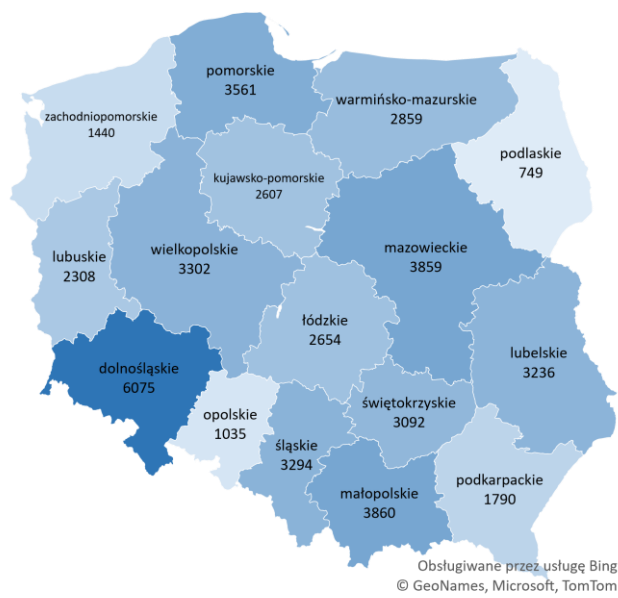 pomorskie
3561
warmińsko-mazurskie
2859
zachodniopomorskie
1440
podlaskie
749
kujawsko-pomorskie
2607
mazowieckie
3859
wielkopolskie
3302
lubuskie
2308
łódzkie
2654
lubelskie
3236
dolnośląskie
6075
świętokrzyskie
3092
opolskie
1035
śląskie
3294
podkarpackie
1790
małopolskie
3860
Obsługiwane przez usługę Bing
© GeoNames, Microsoft, TomTom